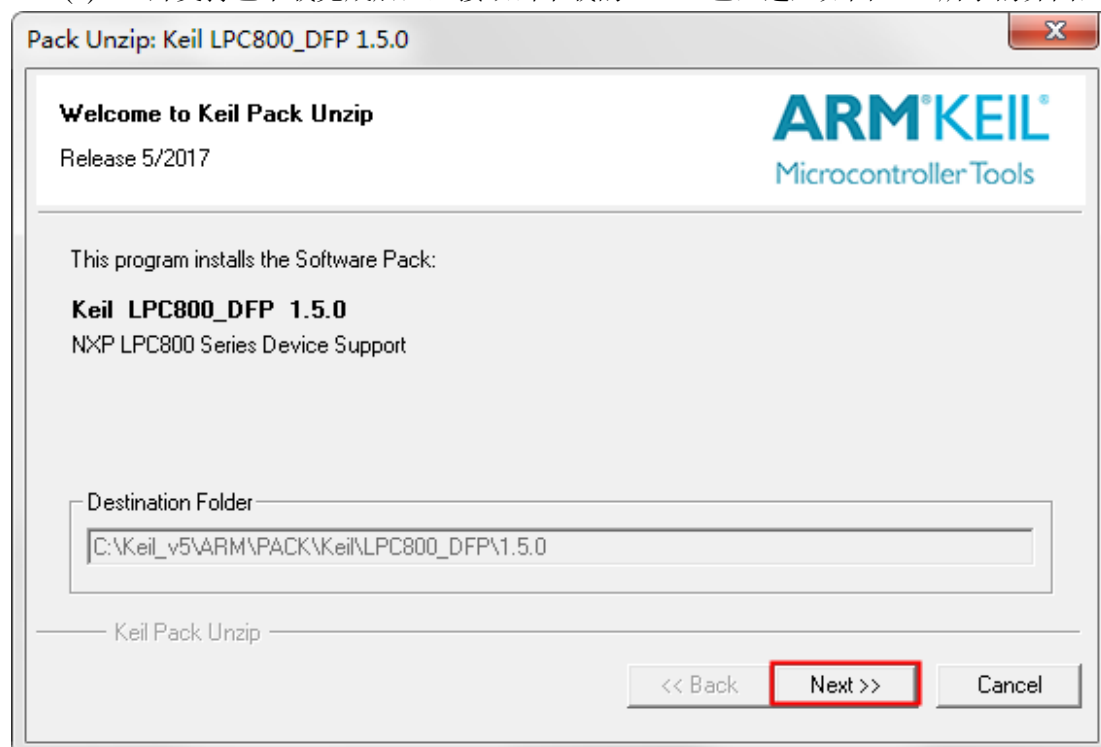 Pack Unzip: Keil LPC800_DFP 1.5.0
Welcome to Keil Pack Unzip
Release 5/2017
ARM®KEIL®
Microcontroller Tools
This program installs the Software Pack:
Keil LPC800_DFP 1.5.0
NXP LPC800 Series Device Support
Destination Folder
C:\Keil_v5\ARM\PACK\Keil\LPC800_DFP\1.5.0
Keil Pack Unzip
<< Back Next >> Cancel